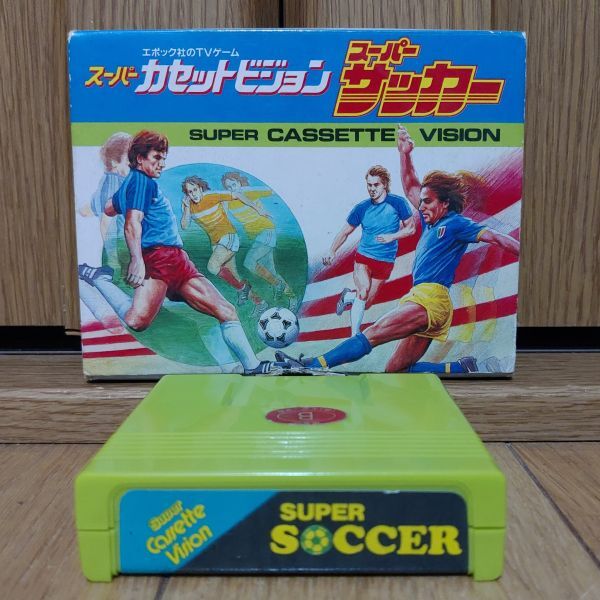 エポック社のTVゲーム
スーパー カセットビジョン
スーパー
サッカー
SUPER CASSETTE VISION
B
Super
Cassette
Vision
SUPER
SOCCER